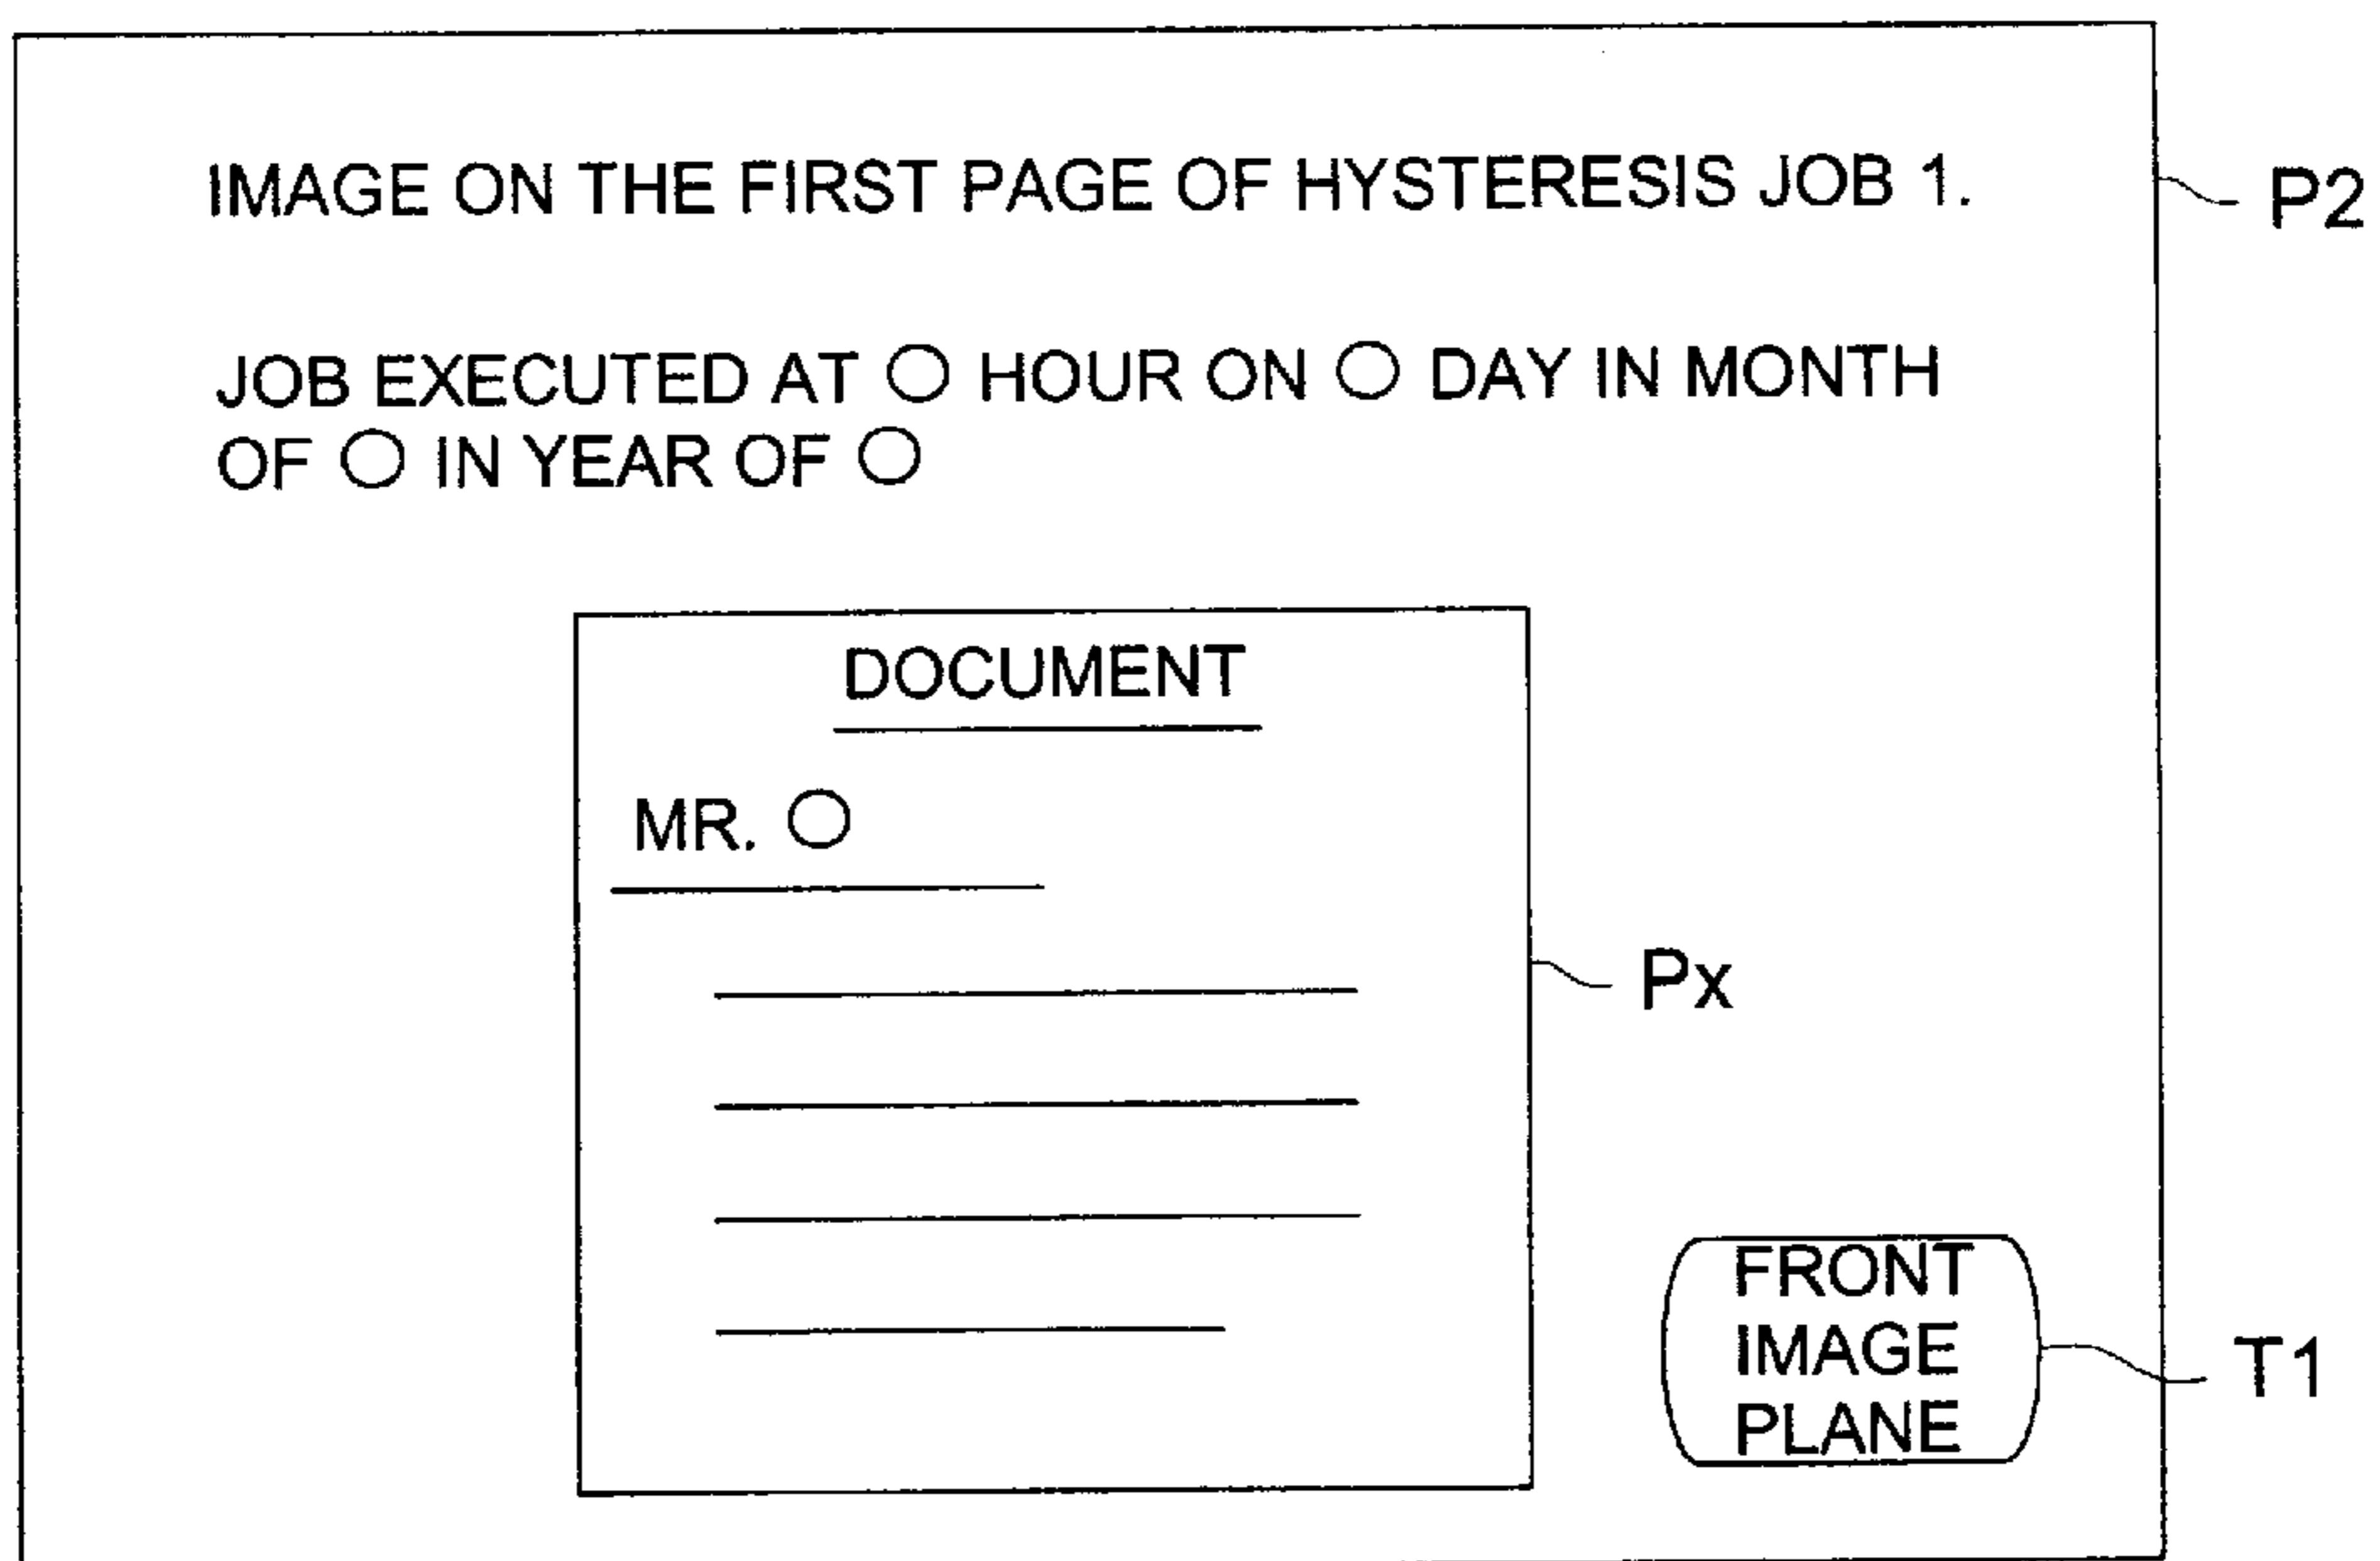 IMAGE ON THE FIRST PAGE OF HYSTERESIS JOB 1.
P2
JOB EXECUTED AT ○ HOUR ON ○ DAY IN MONTH
OF ○ IN YEAR OF ○
DOCUMENT
MR. ○
Px
FRONT
IMAGE
PLANE
T1